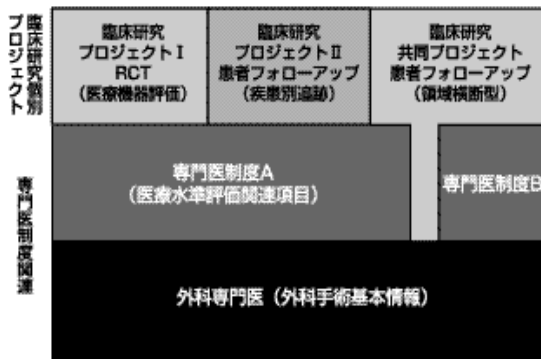 臨床研究個別
プロジェクト
臨床研究
プロジェクトⅠ
RCT
(医療機器評価)
臨床研究
プロジェクトⅡ
患者フォローアップ
(疾患別追跡)
臨床研究
共同プロジェクト
患者フォローアップ
(領域横断型)
専門医制度関連
専門医制度A
(医療水準評価関連項目)
専門医制度B
外科専門医(外科手術基本情報)